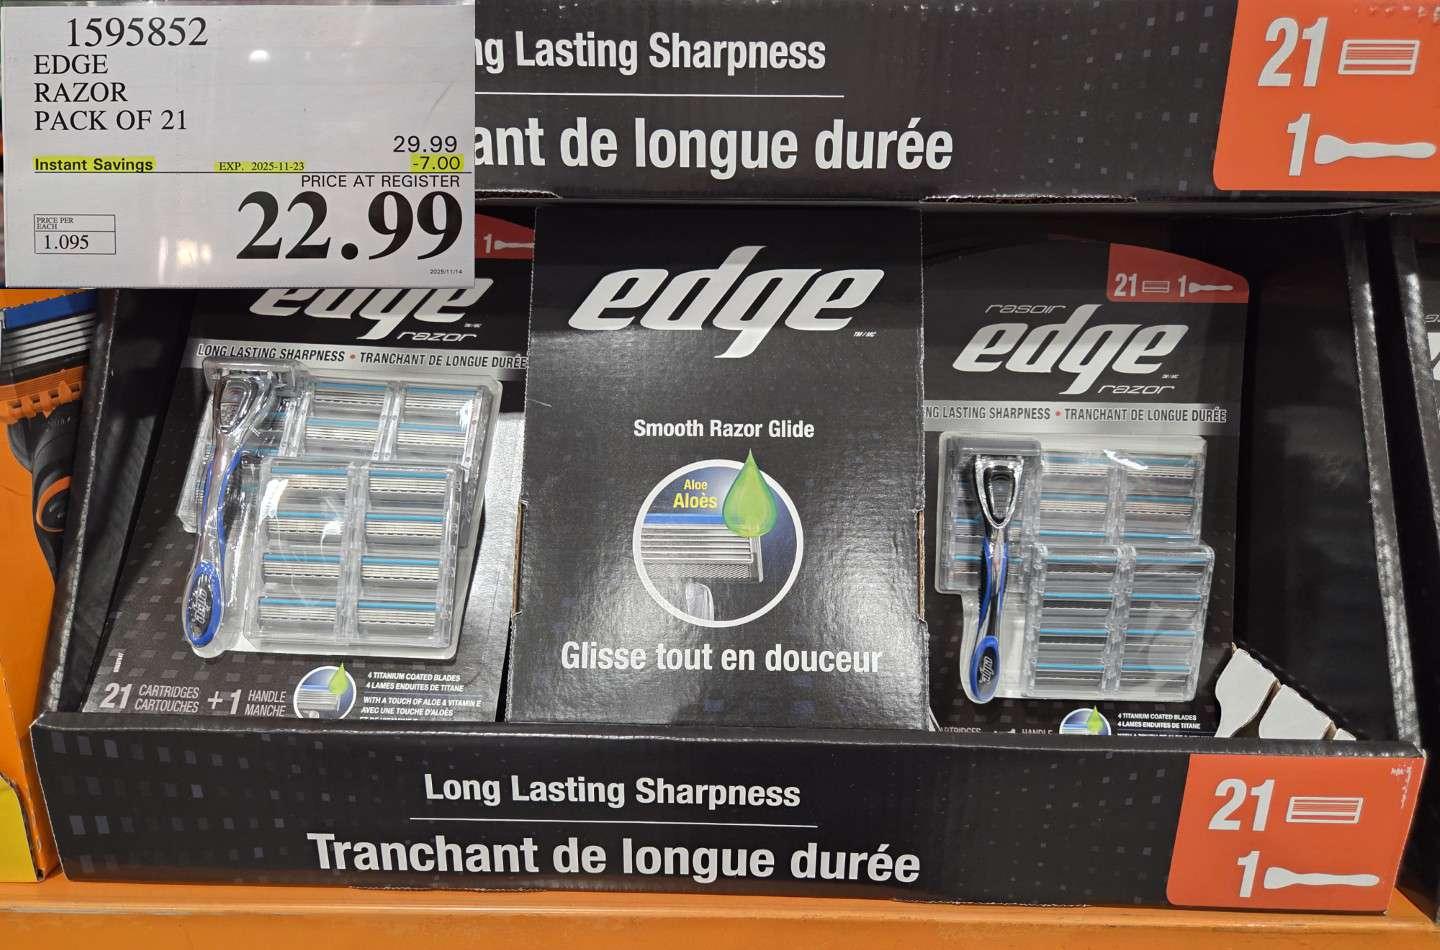 1595852
EDGE
RAZOR
PACK OF 21
29.99
Instant Savings EXP. 2025-11-23 -7.00
PRICE AT REGISTER
22.99
PRICE PER
EACH
1.095
2025/11/14
ng Lasting Sharpness
ant de longue durée
21
1
1
edge
razor
LONG LASTING SHARPNESS • TRANCHANT DE LONGUE DURÉE
edge
21 CARTRIDGES
CARTOUCHES
+ 1 HANDLE
MANCHE
4 TITANIUM COATED BLADES
4 LAMES ENDUITES DE TITANE
WITH A TOUCH OF ALOE & VITAMIN E
AVEC UNE TOUCHE D'ALOÈS
edge
TM/MC
Smooth Razor Glide
Aloe
Aloès
Glisse tout en douceur
21 1
rasoir
edge
razor
NG LASTING SHARPNESS • TRANCHANT DE LONGUE DURÉE
edge
4 TITANIUM COATED BLADES
4 LAMES ENDUITES DE TITANE
Long Lasting Sharpness
Tranchant de longue durée
21
1